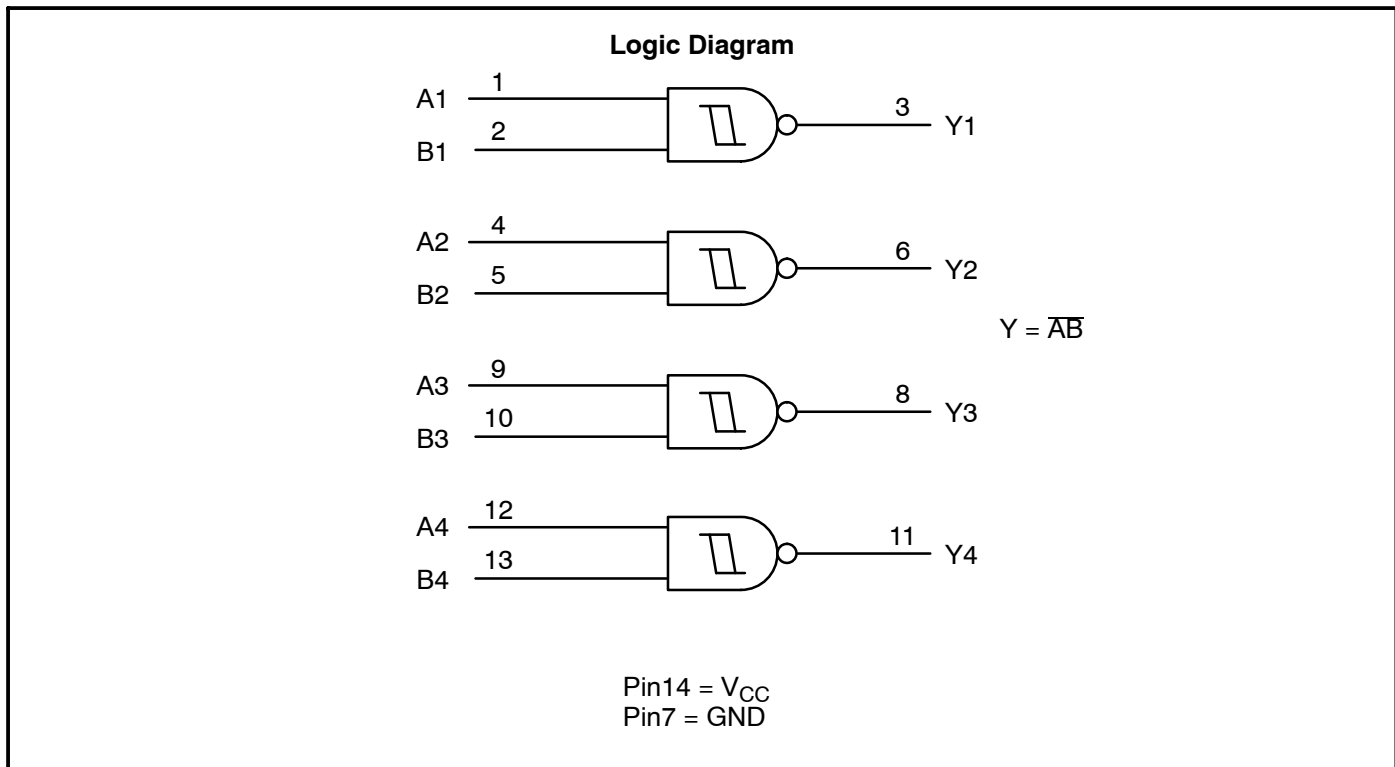 Logic Diagram
A1 1
B1 2
3 Y1
A2 4
B2 5
6 Y2
Y = A̅B̅
A3 9
B3 10
8 Y3
A4 12
B4 13
11 Y4
Pin14 = VCC
Pin7 = GND